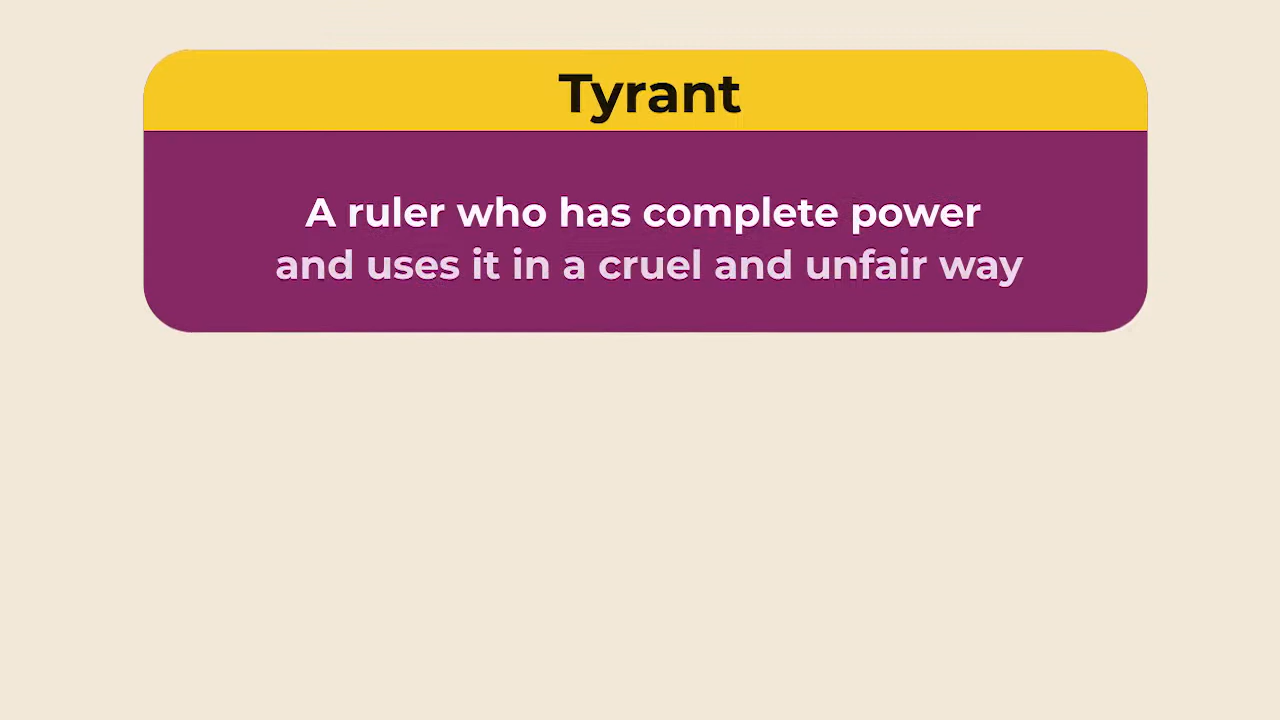 Tyrant
A ruler who has complete power
and uses it in a cruel and unfair way